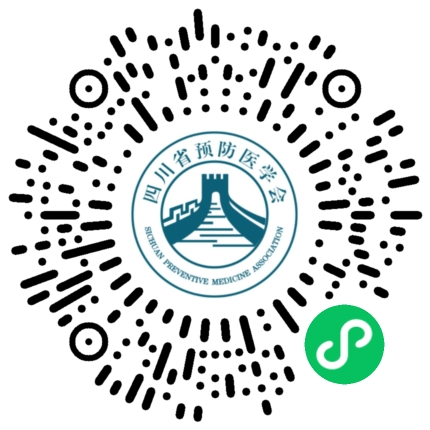 四川省预防医学会
SICHUAN PREVENTIVE MEDICINE ASSOCIATION